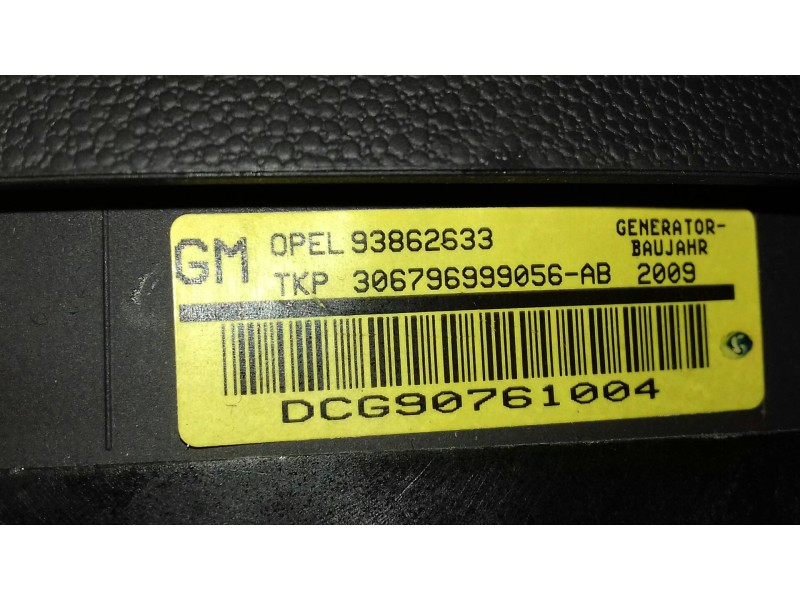 GM OPEL 93862633 GENERATOR-
BAUJAHR
TKP 306796999056-AB 2009
DCG90761004